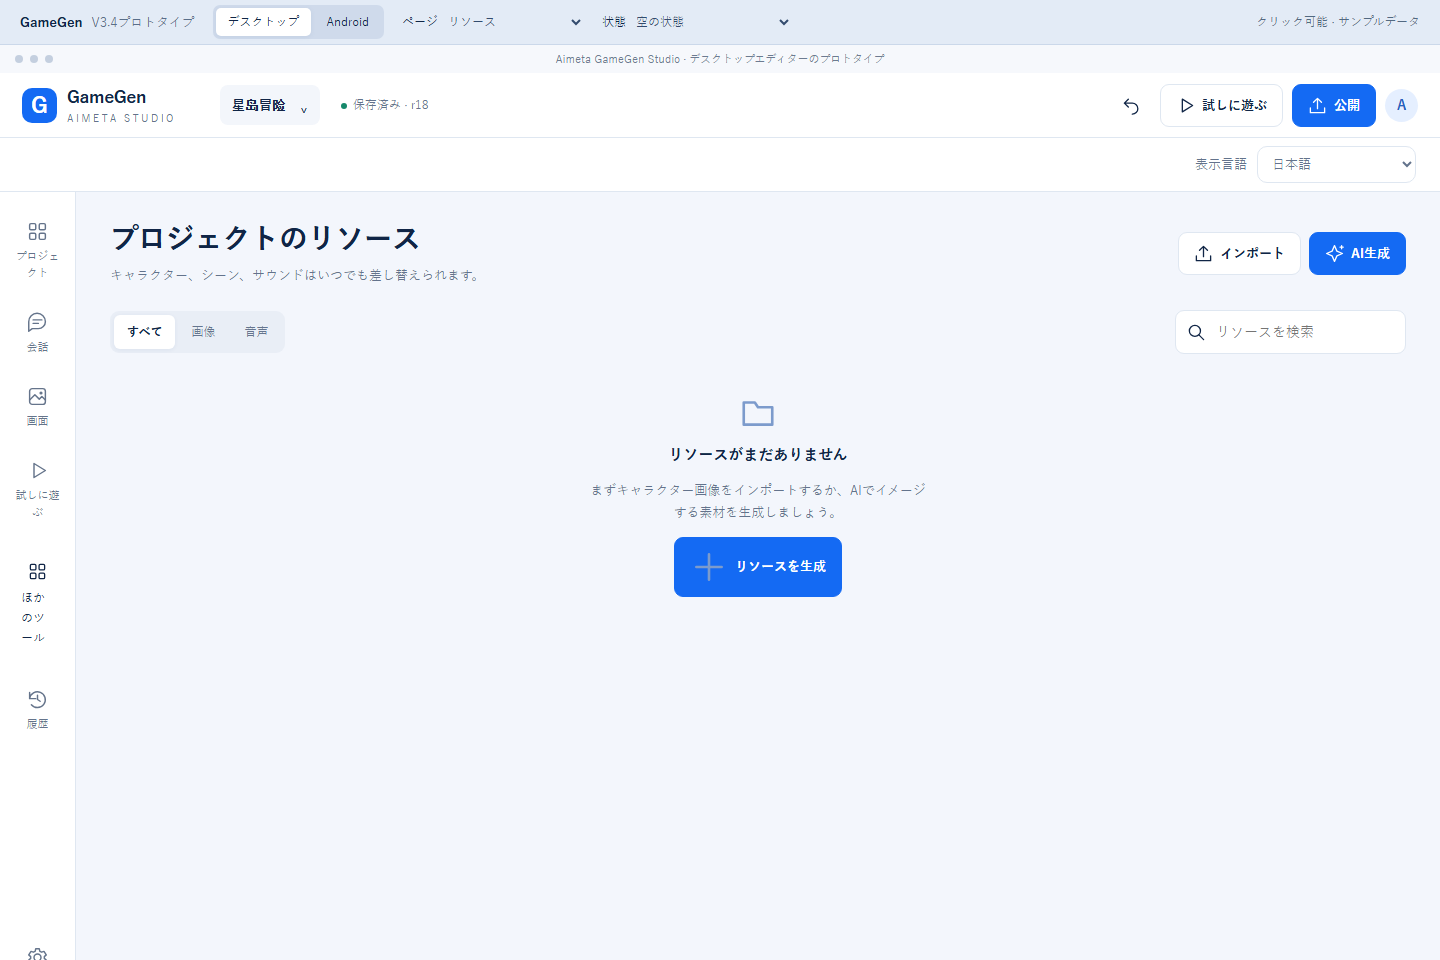 GameGen V3.4プロトタイプ デスクトップ Android ページ リソース 状態 空の状態 クリック可能 · サンプルデータ
Aimeta GameGen Studio · デスクトップエディターのプロトタイプ
G GameGen
AIMETA STUDIO
星岛冒险 保存済み · r18 試しに遊ぶ 公開 A
表示言語 日本語
プロジェ
クト
会話
画面
試しに遊
ぶ
ほか
のツ
ール
履歴
プロジェクトのリソース
キャラクター、シーン、サウンドはいつでも差し替えられます。
インポート AI生成
すべて 画像 音声 リソースを検索
リソースがまだありません
まずキャラクター画像をインポートするか、AIでイメージ
する素材を生成しましょう。
リソースを生成